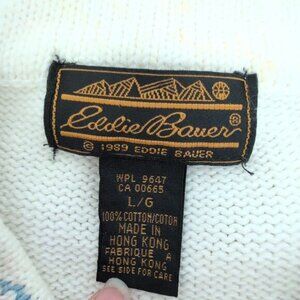 Eddie Bauer®
© 1989 EDDIE BAUER
WPL 9647
CA 00665
L/G
100% COTTON/COTON
MADE IN
HONG KONG
FABRIQUE A
HONG KONG
SEE SIDE FOR CARE